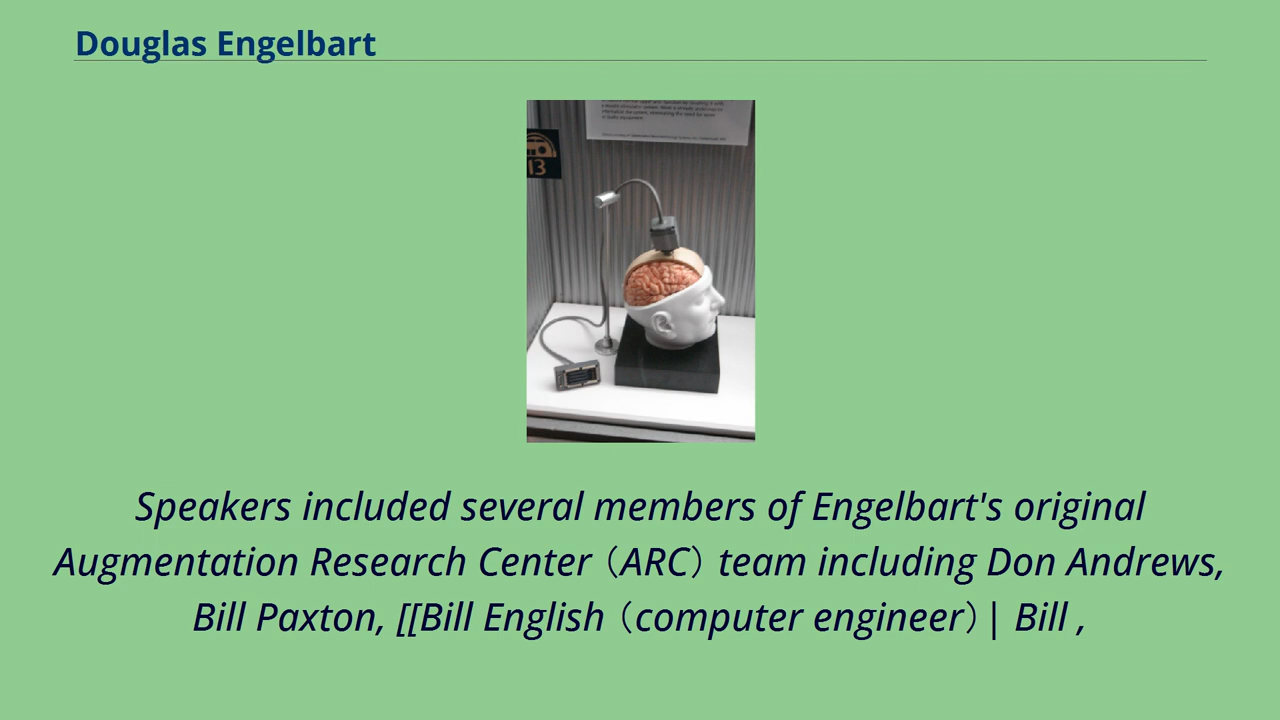 Douglas Engelbart
13
Speakers included several members of Engelbart's original
Augmentation Research Center（ARC）team including Don Andrews,
Bill Paxton, [[Bill English（computer engineer）| Bill ,